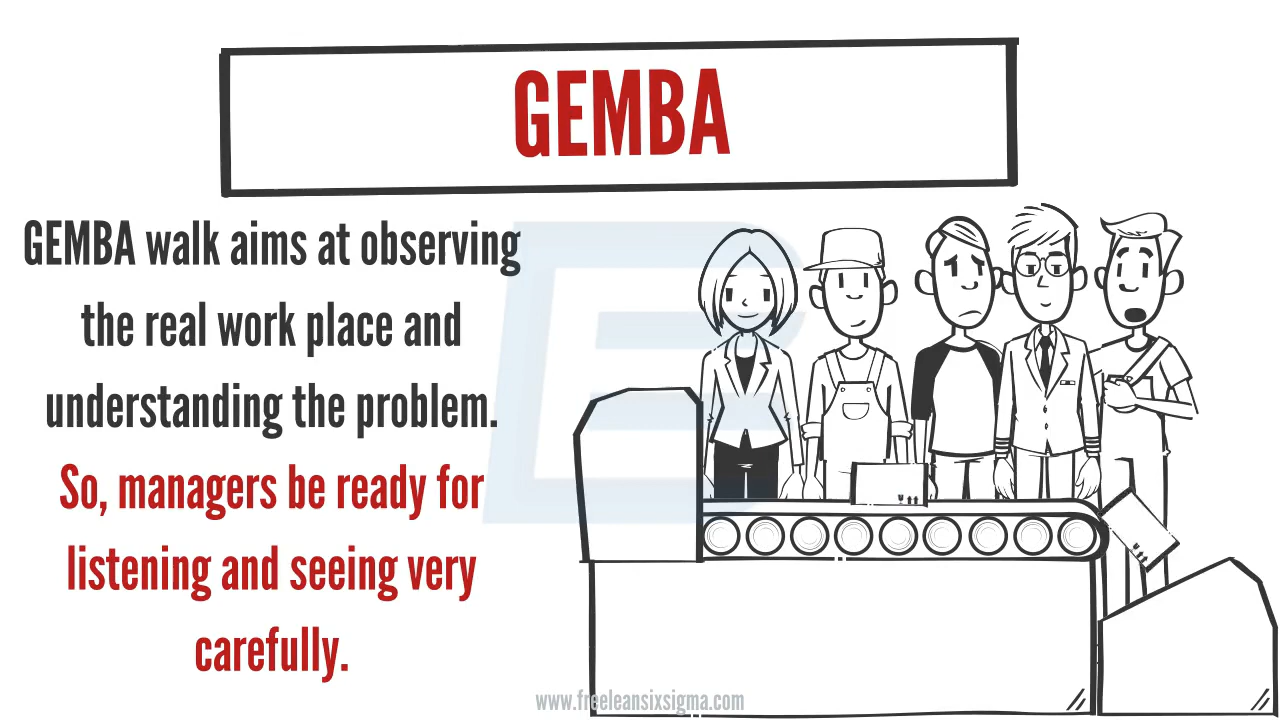 GEMBA
GEMBA walk aims at observing
the real work place and
understanding the problem.
So, managers be ready for
listening and seeing very
carefully.
www.freeleansixsigma.com